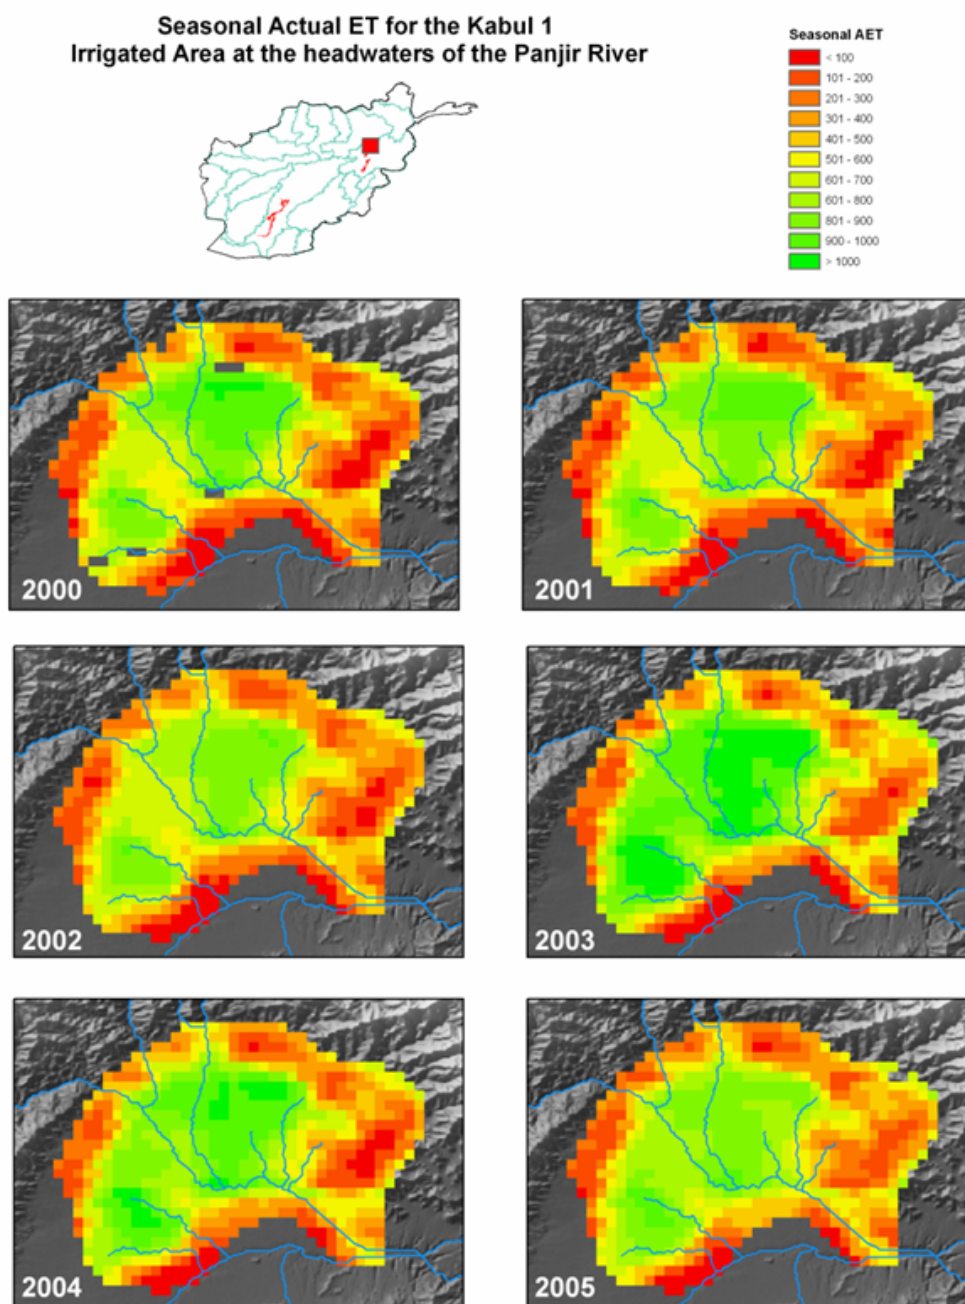 Seasonal Actual ET for the Kabul 1
Irrigated Area at the headwaters of the Panjir River
Seasonal AET
< 100
101 - 200
201 - 300
301 - 400
401 - 500
501 - 600
601 - 700
601 - 800
801 - 900
900 - 1000
> 1000
2000
2001
2002
2003
2004
2005